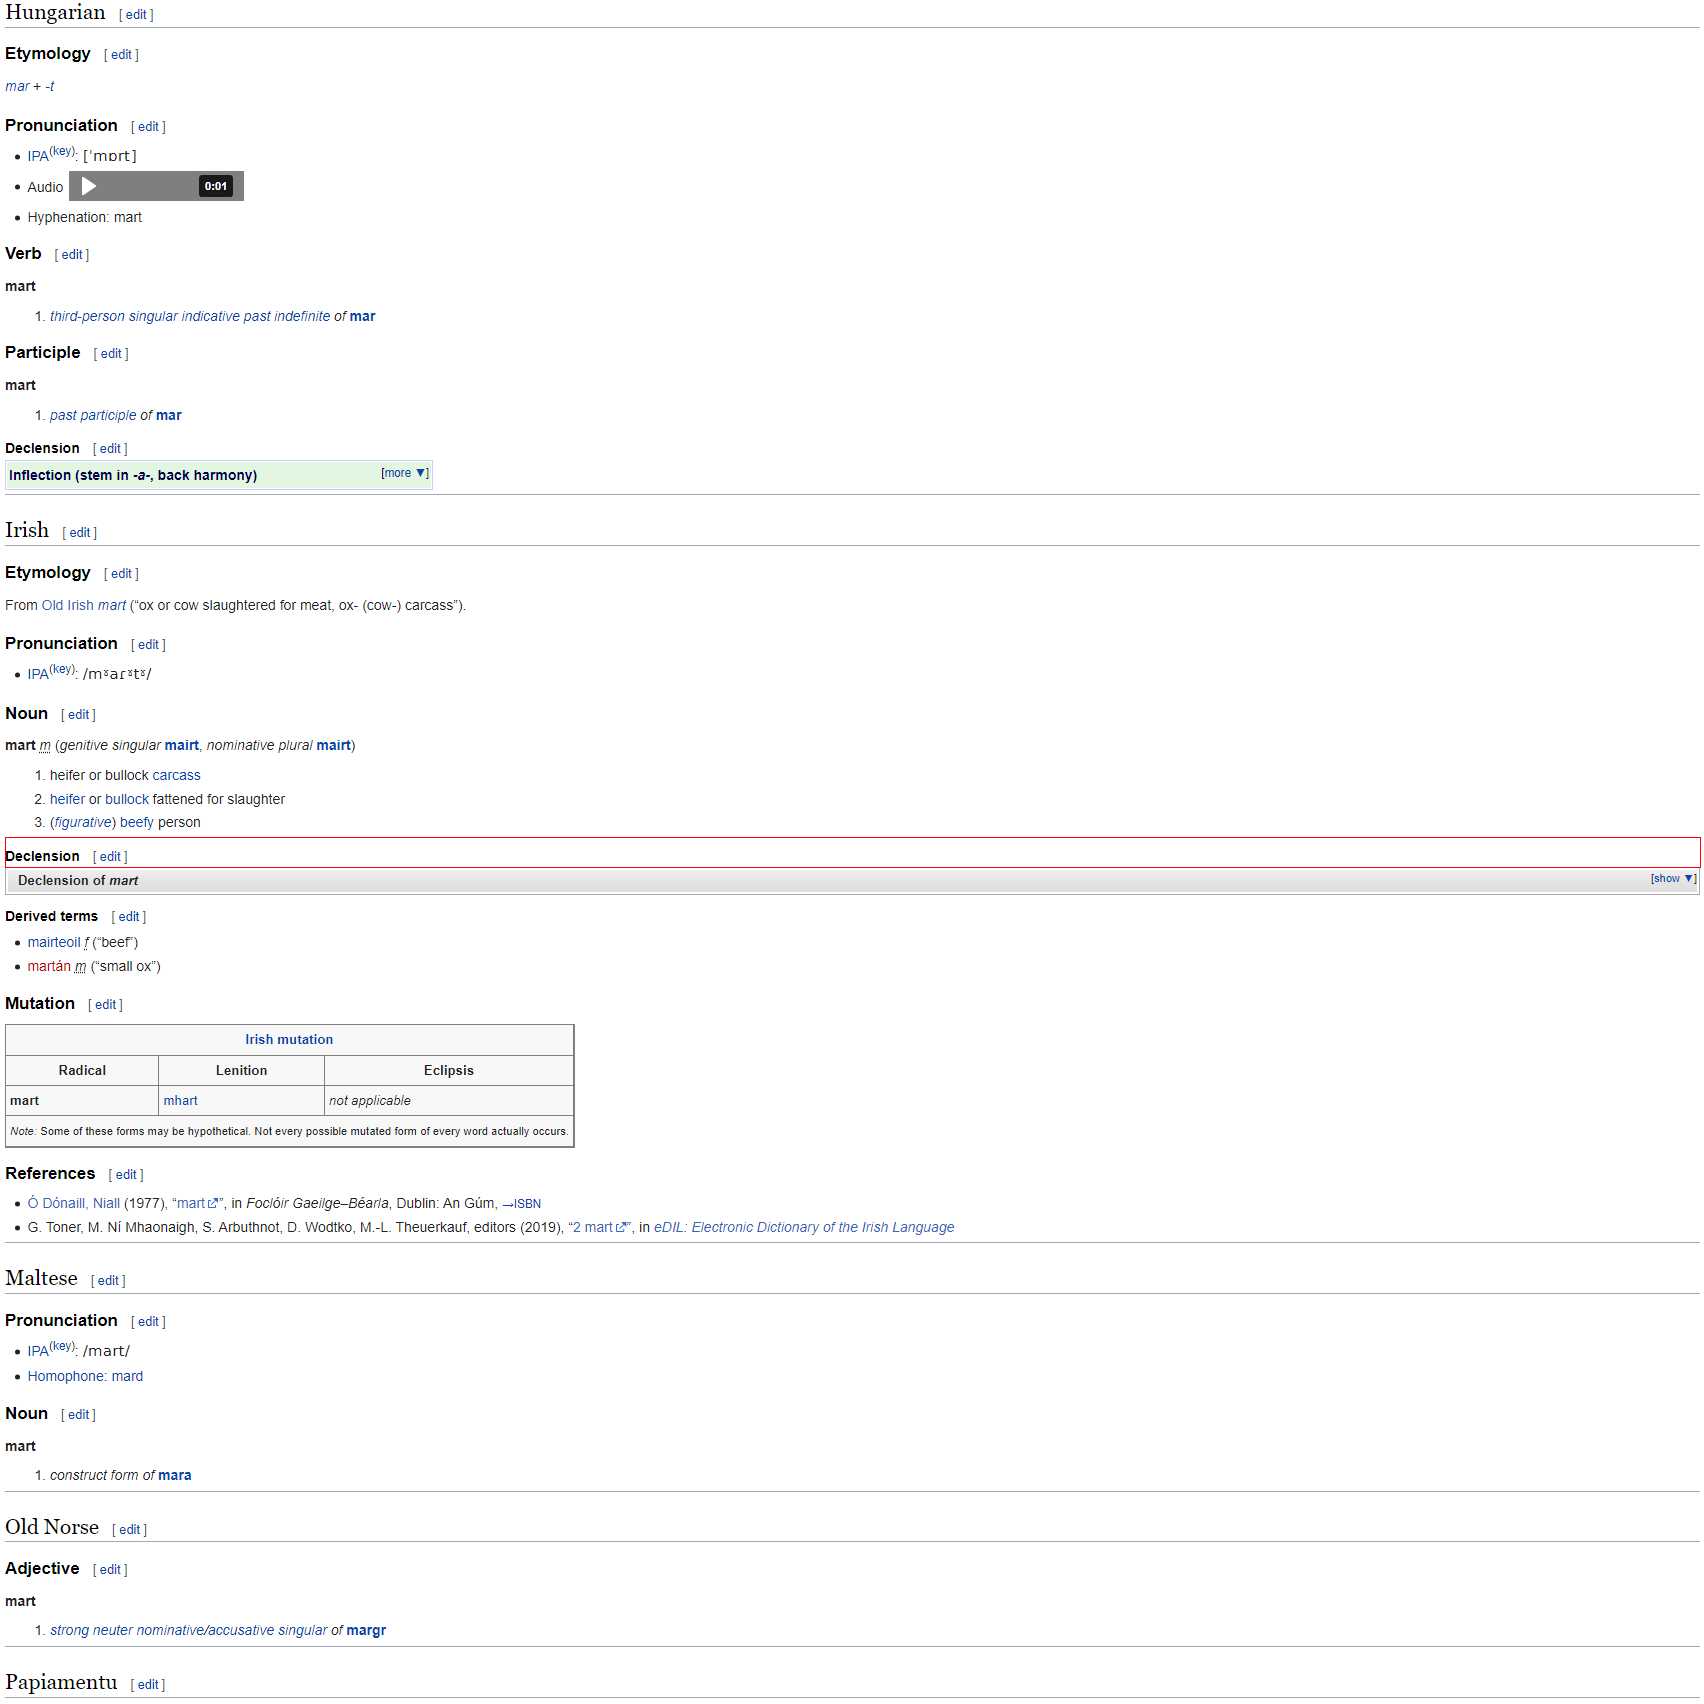 Hungarian [ edit ]
Etymology [ edit ]
mar + -t
Pronunciation [ edit ]
• IPA(key): [ˈmɒrt]
• Audio 0:01
• Hyphenation: mart
Verb [ edit ]
mart
1. third-person singular indicative past indefinite of mar
Participle [ edit ]
mart
1. past participle of mar
Declension [ edit ]
Inflection (stem in -a-, back harmony) [more ▼]
Irish [ edit ]
Etymology [ edit ]
From Old Irish mart (“ox or cow slaughtered for meat, ox- (cow-) carcass”).
Pronunciation [ edit ]
• IPA(key): /mˠaɾˠtˠ/
Noun [ edit ]
mart m (genitive singular mairt, nominative plural mairt)
1. heifer or bullock carcass
2. heifer or bullock fattened for slaughter
3. (figurative) beefy person
Declension [ edit ]
Declension of mart [show ▼]
Derived terms [ edit ]
• mairteoil f (“beef”)
• martán m (“small ox”)
Mutation [ edit ]
Irish mutation
Radical Lenition Eclipsis
mart mhart not applicable
Note: Some of these forms may be hypothetical. Not every possible mutated form of every word actually occurs.
References [ edit ]
• Ó Dónaill, Niall (1977), “mart”, in Foclóir Gaeilge–Béarla, Dublin: An Gúm, →ISBN
• G. Toner, M. Ní Mhaonaigh, S. Arbuthnot, D. Wodtko, M.-L. Theuerkauf, editors (2019), “2 mart”, in eDIL: Electronic Dictionary of the Irish Language
Maltese [ edit ]
Pronunciation [ edit ]
• IPA(key): /mart/
• Homophone: mard
Noun [ edit ]
mart
1. construct form of mara
Old Norse [ edit ]
Adjective [ edit ]
mart
1. strong neuter nominative/accusative singular of margr
Papiamentu [ edit ]